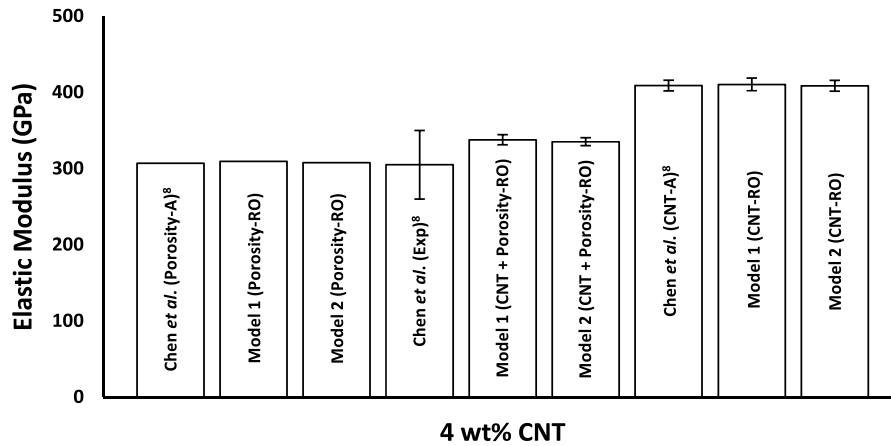 500
400
300
200
100
0
Elastic Modulus (GPa)
Chen et al. (Porosity-A)⁸
Model 1 (Porosity-RO)
Model 2 (Porosity-RO)
Chen et al. (Exp)⁸
Model 1 (CNT + Porosity-RO)
Model 2 (CNT + Porosity-RO)
Chen et al. (CNT-A)⁸
Model 1 (CNT-RO)
Model 2 (CNT-RO)
4 wt% CNT